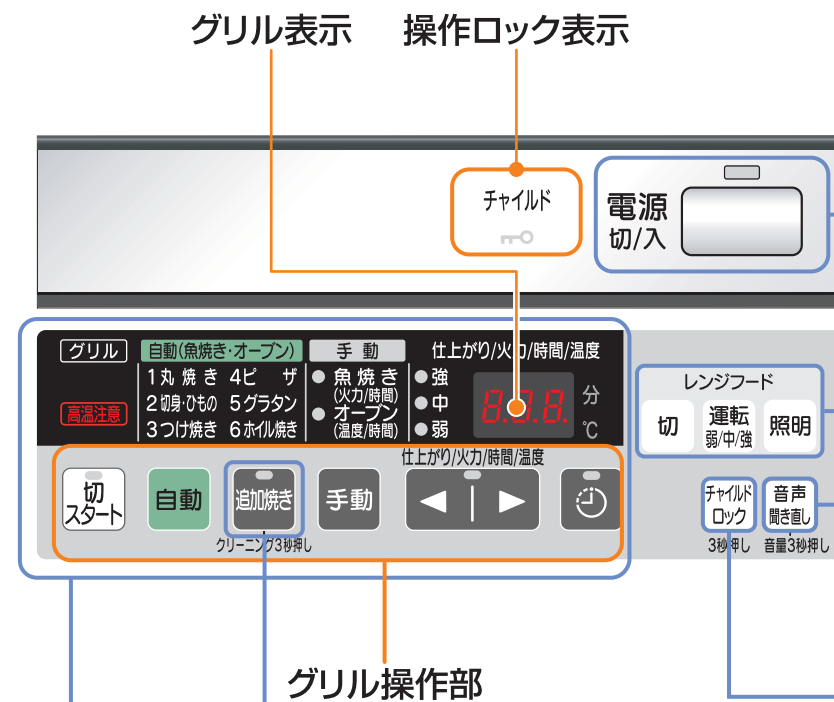 グリル表示 操作ロック表示
チャイルド
電源
切/入
グリル 自動(魚焼き・オーブン) 手動 仕上がり/火力/時間/温度
1丸焼き 4ピザ 魚焼き 強
(火力/時間)
高温注意 2切身・ひもの 5グラタン オーブン 中 8.8.8. 分
3つけ焼き 6ホイル焼き (温度/時間) 弱 ℃
レンジフード
切 運転 照明
弱/中/強
仕上がり/火力/時間/温度
切
スタート
自動 追加焼き 手動 ◀ | ▶
クリーニング3秒押し
チャイルド
ロック
3秒押し
音声
聞き直し
音量3秒押し
グリル操作部